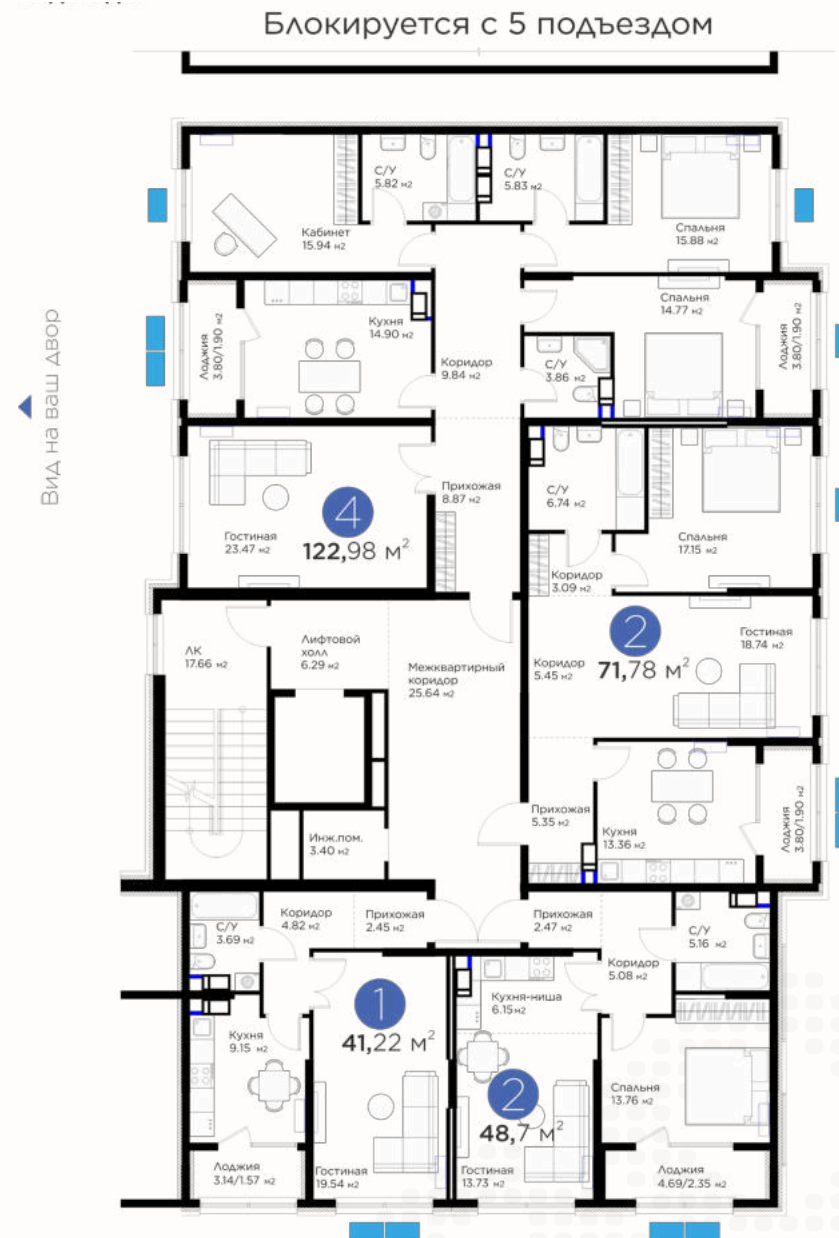 Блокируется с 5 подъездом
Вид на ваш двор
С/У
5.82 м2
С/У
5.83 м2
Кабинет
15.94 м2
Спальня
15.88 м2
Лоджия
3.80/1.90 м2
Кухня
14.90 м2
Коридор
9.84 м2
С/У
3.86 м2
Спальня
14.77 м2
Лоджия
3.80/1.90 м2
Гостиная
23.47 м2
4
122,98 м2
Прихожая
8.87 м2
С/У
6.74 м2
Спальня
17.15 м2
Коридор
3.09 м2
ЛК
17.66 м2
Лифтовой
холл
6.29 м2
Межквартирный
коридор
25.64 м2
Коридор
5.45 м2
2
71,78 м2
Гостиная
18.74 м2
Инж.пом.
3.40 м2
Прихожая
5.35 м2
Кухня
13.36 м2
Лоджия
3.80/1.90 м2
С/У
3.69 м2
Коридор
4.82 м2
Прихожая
2.45 м2
Прихожая
2.47 м2
Коридор
5.08 м2
С/У
5.16 м2
Кухня
9.15 м2
1
41,22 м2
Кухня-ниша
6.15 м2
2
48,7 м2
Спальня
13.76 м2
Лоджия
3.14/1.57 м2
Гостиная
19.54 м2
Гостиная
13.73 м2
Лоджия
4.69/2.35 м2